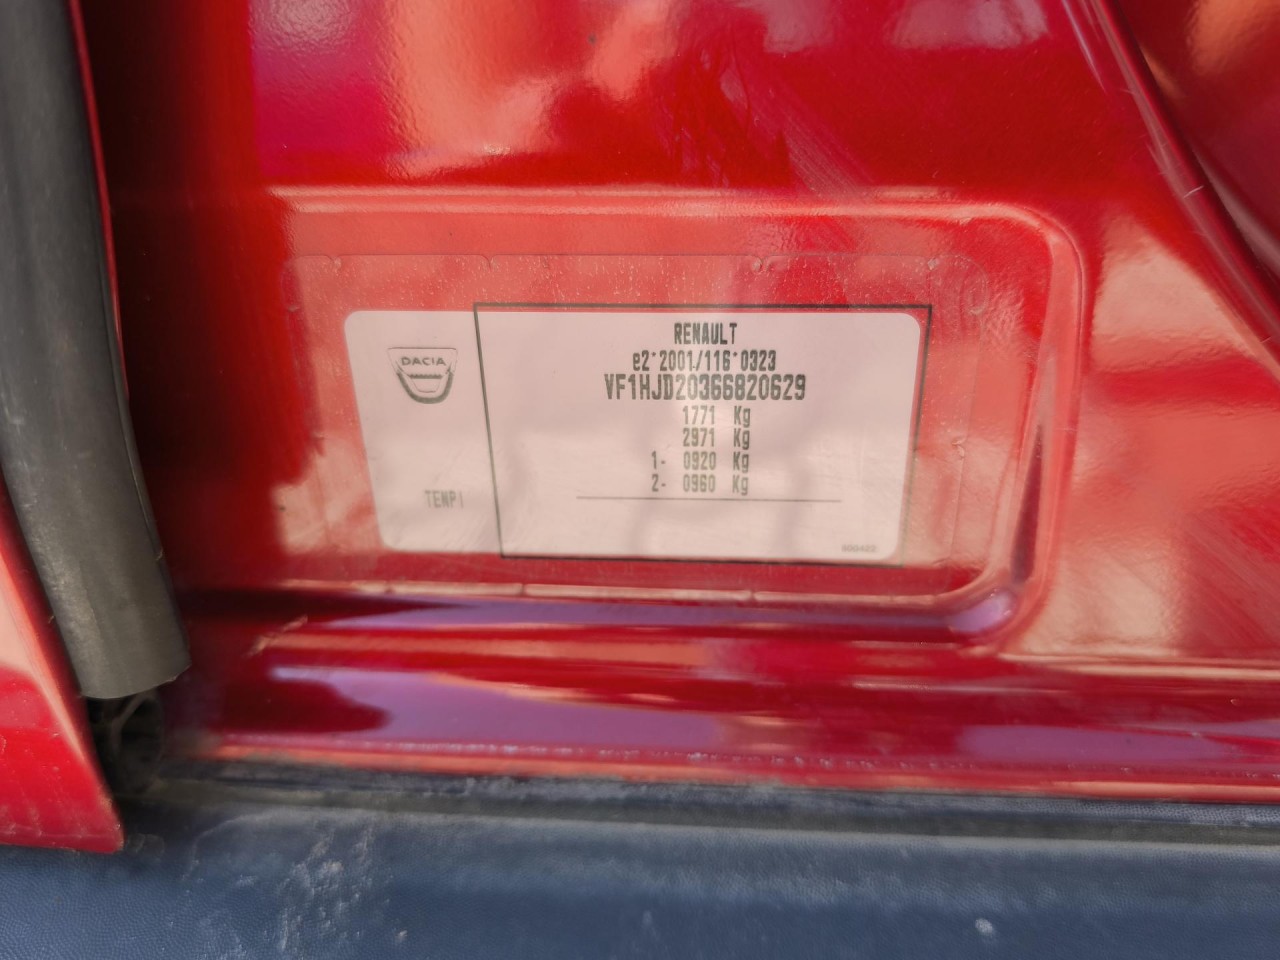 RENAULT
DACIA
e2*2001/116*0323
VF1HJD20366820629
1771 Kg
2971 Kg
1- 0920 Kg
2- 0960 Kg
TENPI